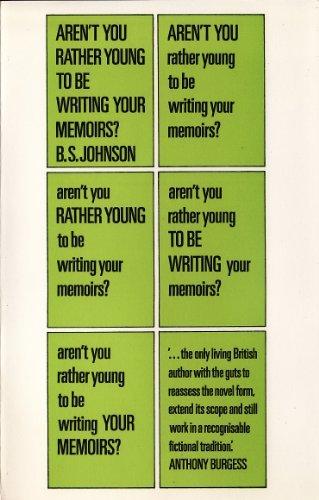 AREN'T YOU
RATHER YOUNG
TO BE
WRITING YOUR
MEMOIRS?
B.S.JOHNSON
AREN'T YOU
rather young
to be
writing your
memoirs?
aren't you
RATHER YOUNG
to be
writing your
memoirs?
aren't you
rather young
TO BE
WRITING your
memoirs?
aren't you
rather young
to be
writing YOUR
MEMOIRS?
'...the only living British
author with the guts to
reassess the novel form,
extend its scope and still
work in a recognisable
fictional tradition.'
ANTHONY BURGESS